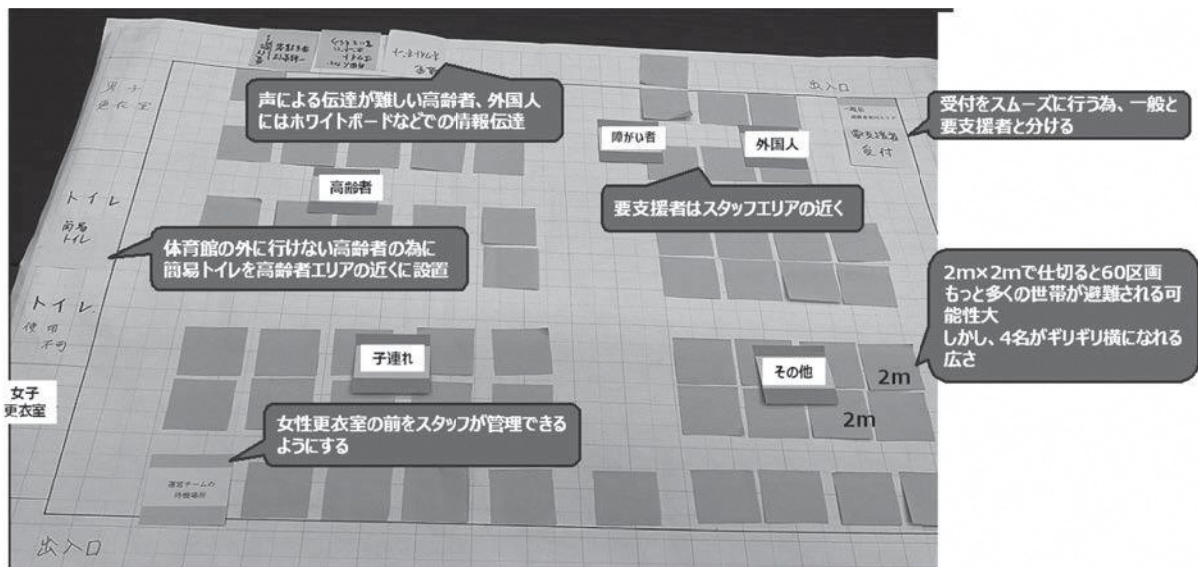 声による伝達が難しい高齢者、外国人
にはホワイトボードなどでの情報伝達
出入口
受付をスムーズに行う為、一般と
要支援者と分ける
男子
更衣室
障がい者
外国人
要支援者
受付
高齢者
要支援者はスタッフエリアの近く
トイレ
簡易
トイレ
体育館の外に行けない高齢者の為に
簡易トイレを高齢者エリアの近くに設置
2m×2mで仕切ると60区画
もっと多くの世帯が避難される可
能性大
しかし、4名がギリギリ横になれる
広さ
トイレ
使用
不可
子連れ
その他
2m
2m
女子
更衣室
女性更衣室の前をスタッフが管理できる
ようにする
運営チームの
待機場所
出入口